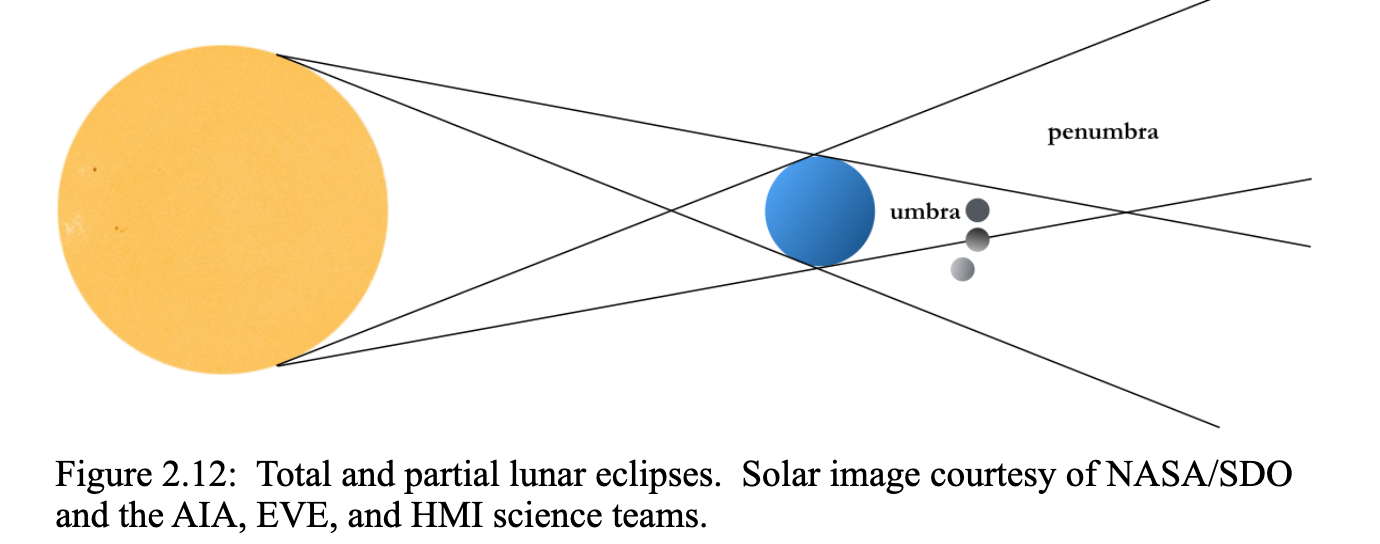 penumbra
umbra
Figure 2.12:  Total and partial lunar eclipses.  Solar image courtesy of NASA/SDO
and the AIA, EVE, and HMI science teams.